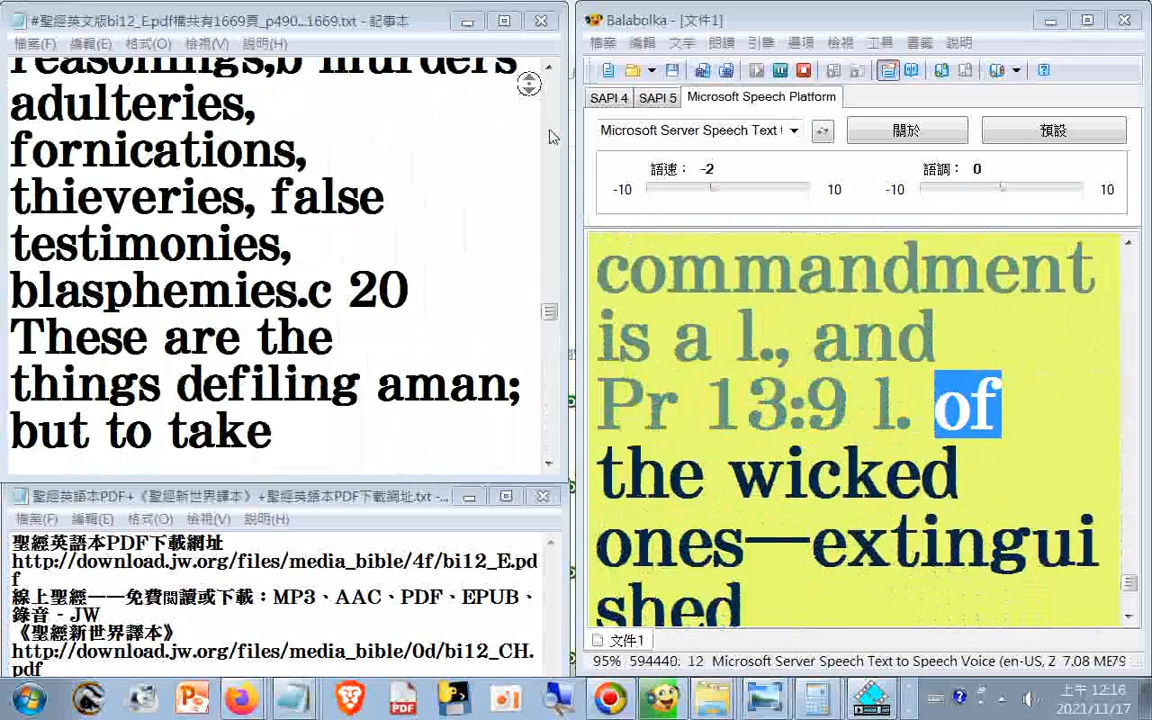 #聖經英文版bi12_E.pdf檔共有1669頁_p490...1669.txt - 記事本
檔案(F) 編輯(E) 格式(O) 檢視(V) 說明(H)
reasonings,b murders
adulteries,
fornications,
thieveries, false
testimonies,
blasphemies.c 20
These are the
things defiling aman;
but to take
聖經英語本PDF+《聖經新世界譯本》+聖經英語本PDF下載網址.txt -...
檔案(F) 編輯(E) 格式(O) 檢視(V) 說明(H)
聖經英語本PDF下載網址
http://download.jw.org/files/media_bible/4f/bi12_E.pd
f
線上聖經——免費閱讀或下載：MP3、AAC、PDF、EPUB、
錄音 - JW
《聖經新世界譯本》
http://download.jw.org/files/media_bible/0d/bi12_CH.
pdf
Balabolka - [文件1]
檔案 編輯 文字 朗讀 引擎 選項 檢視 工具 書籤 說明
SAPI 4 SAPI 5 Microsoft Speech Platform
Microsoft Server Speech Text 關於 預設
語速： -2 語調： 0
-10 10 -10 10
commandment
is a l., and
Pr 13:9 l. of
the wicked
ones—extingui
shed
文件1
95% 594440: 12 Microsoft Server Speech Text to Speech Voice (en-US, Z 7.08 ME
上午 12:16
2021/11/17